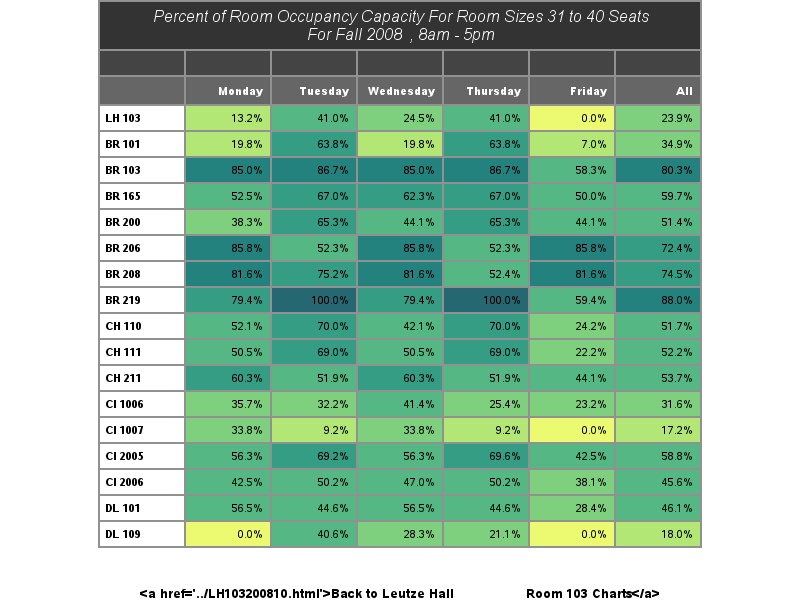 Percent of Room Occupancy Capacity For Room Sizes 31 to 40 Seats
For Fall 2008 , 8am - 5pm
Monday Tuesday Wednesday Thursday Friday All
LH 103 13.2% 41.0% 24.5% 41.0% 0.0% 23.9%
BR 101 19.8% 63.8% 19.8% 63.8% 7.0% 34.9%
BR 103 85.0% 86.7% 85.0% 86.7% 58.3% 80.3%
BR 165 52.5% 67.0% 62.3% 67.0% 50.0% 59.7%
BR 200 38.3% 65.3% 44.1% 65.3% 44.1% 51.4%
BR 206 85.8% 52.3% 85.8% 52.3% 85.8% 72.4%
BR 208 81.6% 75.2% 81.6% 52.4% 81.6% 74.5%
BR 219 79.4% 100.0% 79.4% 100.0% 59.4% 88.0%
CH 110 52.1% 70.0% 42.1% 70.0% 24.2% 51.7%
CH 111 50.5% 69.0% 50.5% 69.0% 22.2% 52.2%
CH 211 60.3% 51.9% 60.3% 51.9% 44.1% 53.7%
CI 1006 35.7% 32.2% 41.4% 25.4% 23.2% 31.6%
CI 1007 33.8% 9.2% 33.8% 9.2% 0.0% 17.2%
CI 2005 56.3% 69.2% 56.3% 69.6% 42.5% 58.8%
CI 2006 42.5% 50.2% 47.0% 50.2% 38.1% 45.6%
DL 101 56.5% 44.6% 56.5% 44.6% 28.4% 46.1%
DL 109 0.0% 40.6% 28.3% 21.1% 0.0% 18.0%
<a href='../LH103200810.html'>Back to Leutze Hall Room 103 Charts</a>